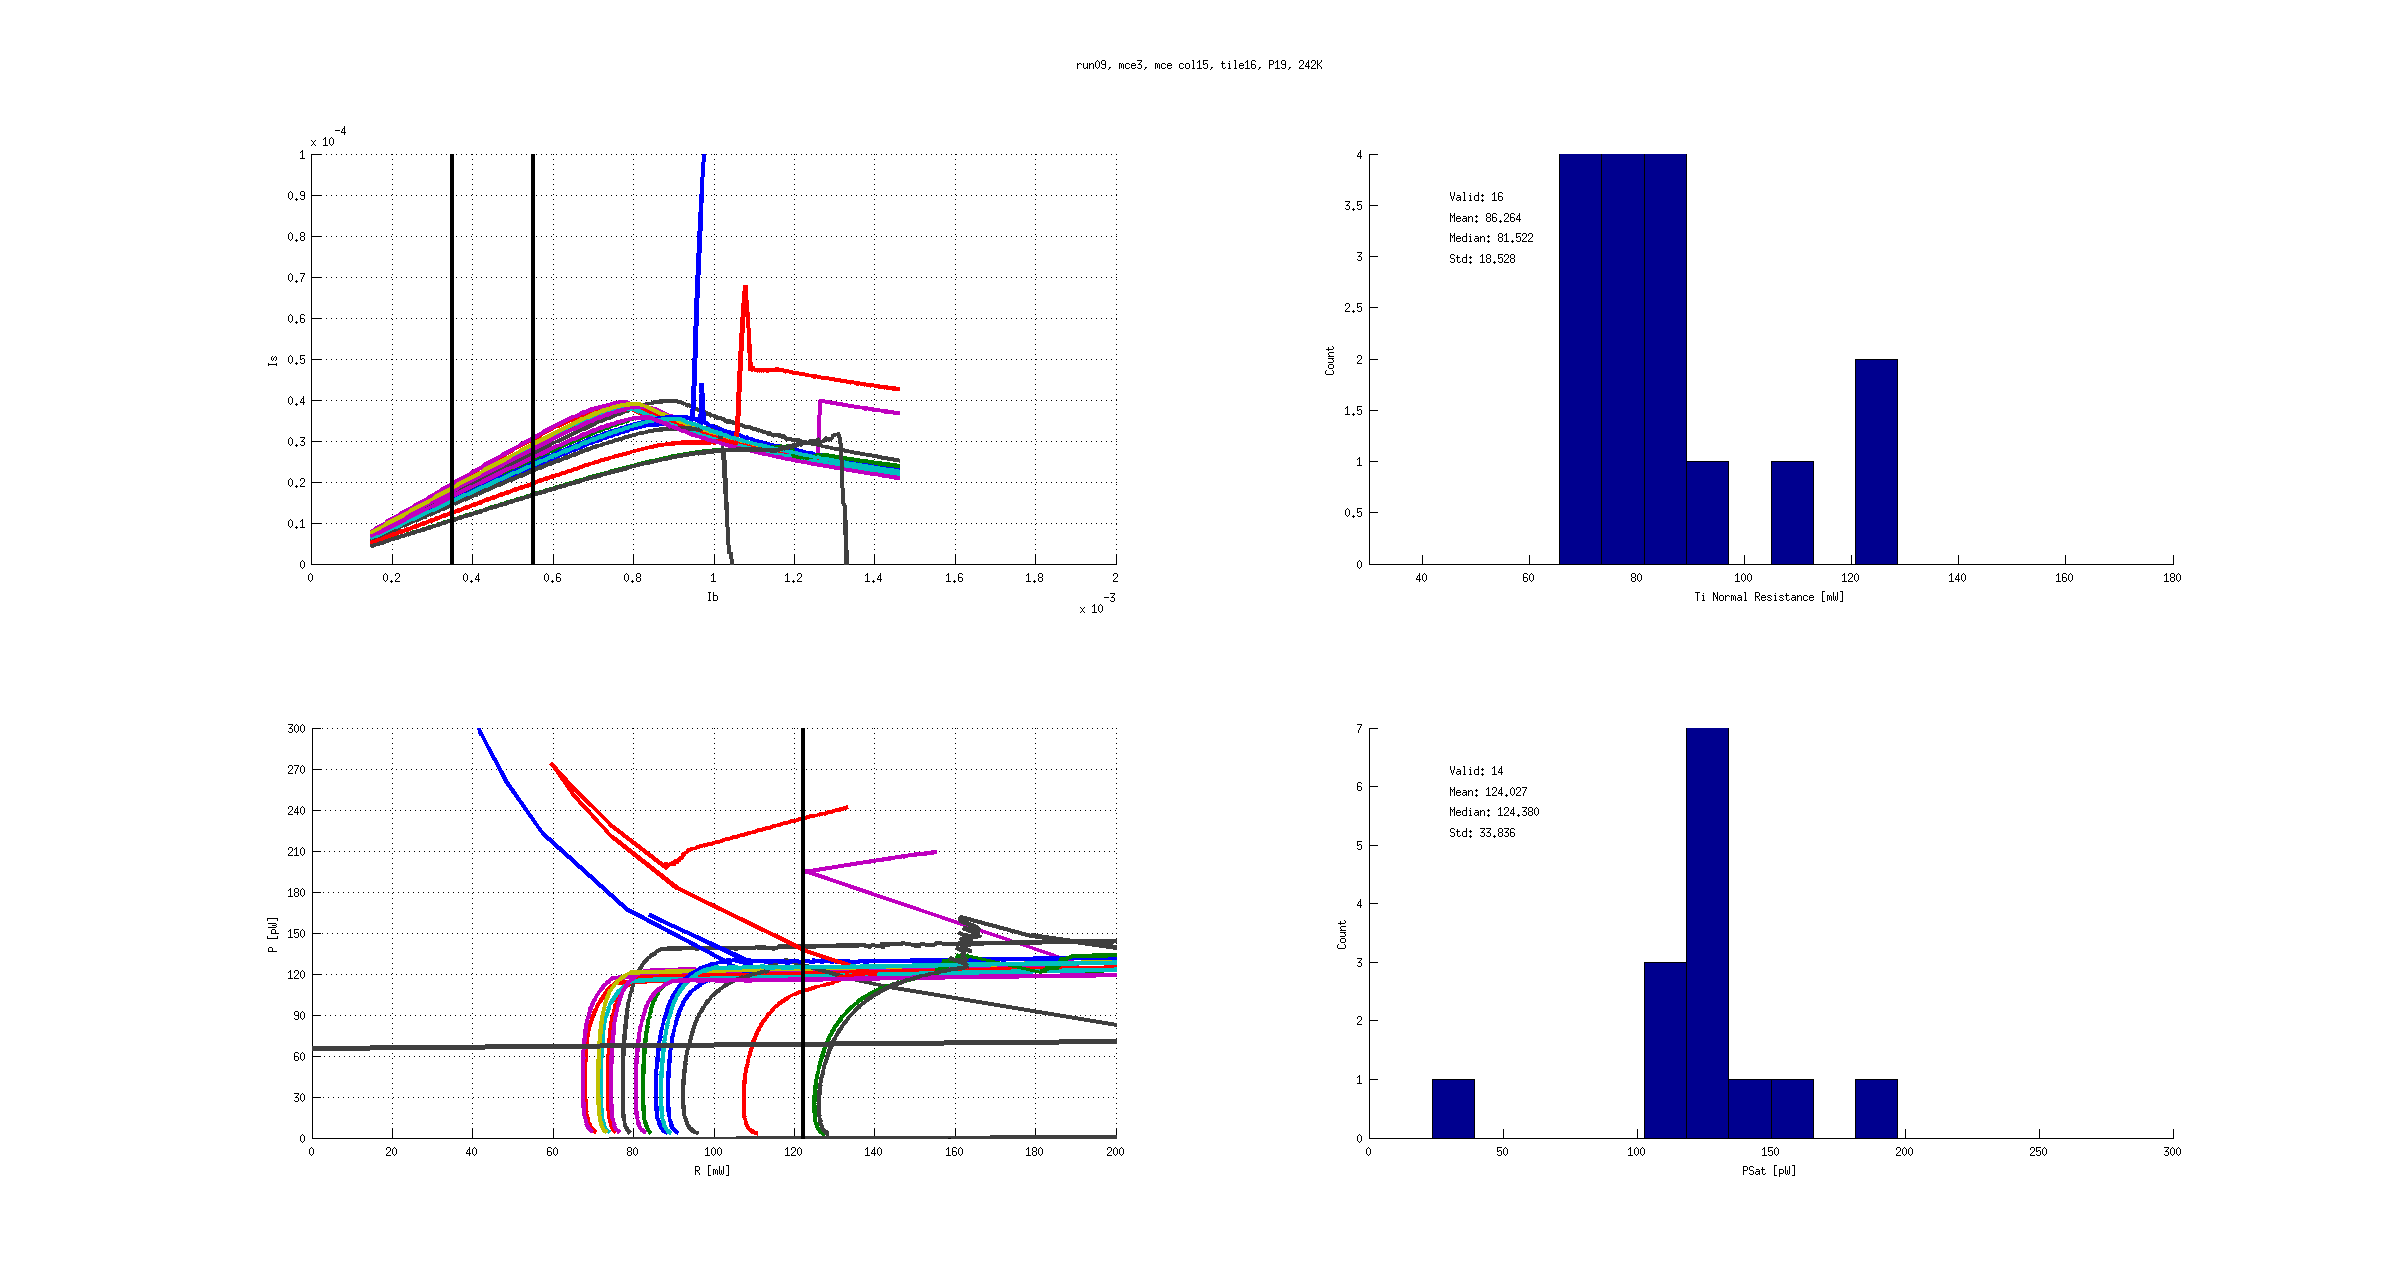 run09, mce3, mce col15, tile16, P19, 242K
x 10^-4
1
0.9
0.8
0.7
0.6
0.5
0.4
0.3
0.2
0.1
0
Is
0 0.2 0.4 0.6 0.8 1 1.2 1.4 1.6 1.8 2
Ib
x 10^-3
4
3.5
3
2.5
2
1.5
1
0.5
0
Count
Valid: 16
Mean: 86.264
Median: 81.522
Std: 18.528
40 60 80 100 120 140 160 180
Ti Normal Resistance [mW]
300
270
240
210
180
150
120
90
60
30
0
P [pW]
0 20 40 60 80 100 120 140 160 180 200
R [mW]
7
6
5
4
3
2
1
0
Count
Valid: 14
Mean: 124.027
Median: 124.380
Std: 33.836
0 50 100 150 200 250 300
PSat [pW]